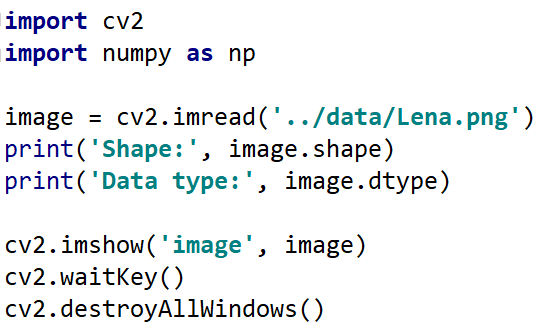 import cv2
import numpy as np
image = cv2.imread('../data/Lena.png')
print('Shape:', image.shape)
print('Data type:', image.dtype)
cv2.imshow('image', image)
cv2.waitKey()
cv2.destroyAllWindows()